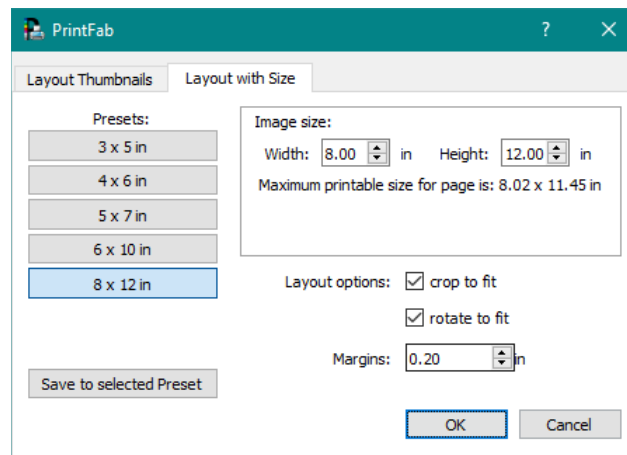 PrintFab
Layout Thumbnails
Layout with Size
Presets:
3 x 5 in
4 x 6 in
5 x 7 in
6 x 10 in
8 x 12 in
Save to selected Preset
Image size:
Width: 8.00 in Height: 12.00 in
Maximum printable size for page is: 8.02 x 11.45 in
Layout options: crop to fit
rotate to fit
Margins: 0.20 in
OK
Cancel